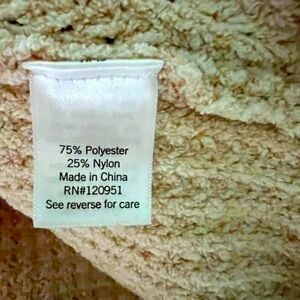 75% Polyester
25% Nylon
Made in China
RN#120951
See reverse for care